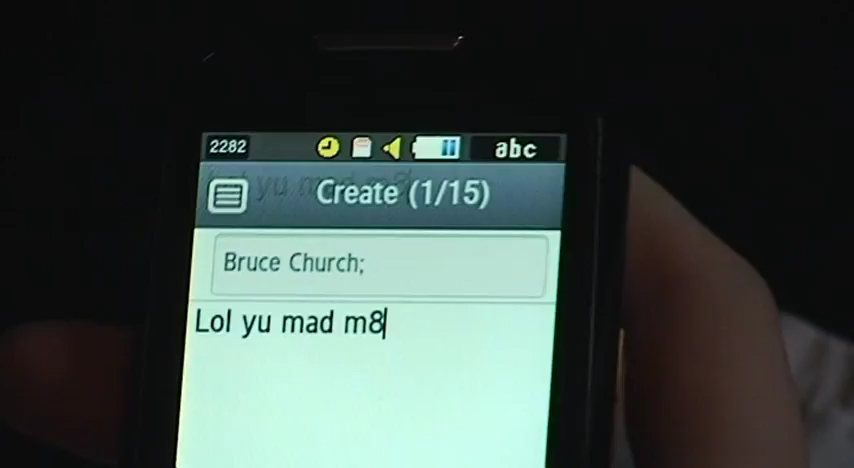 2282 abc
Create (1/15)
Bruce Church;
Lol yu mad m8